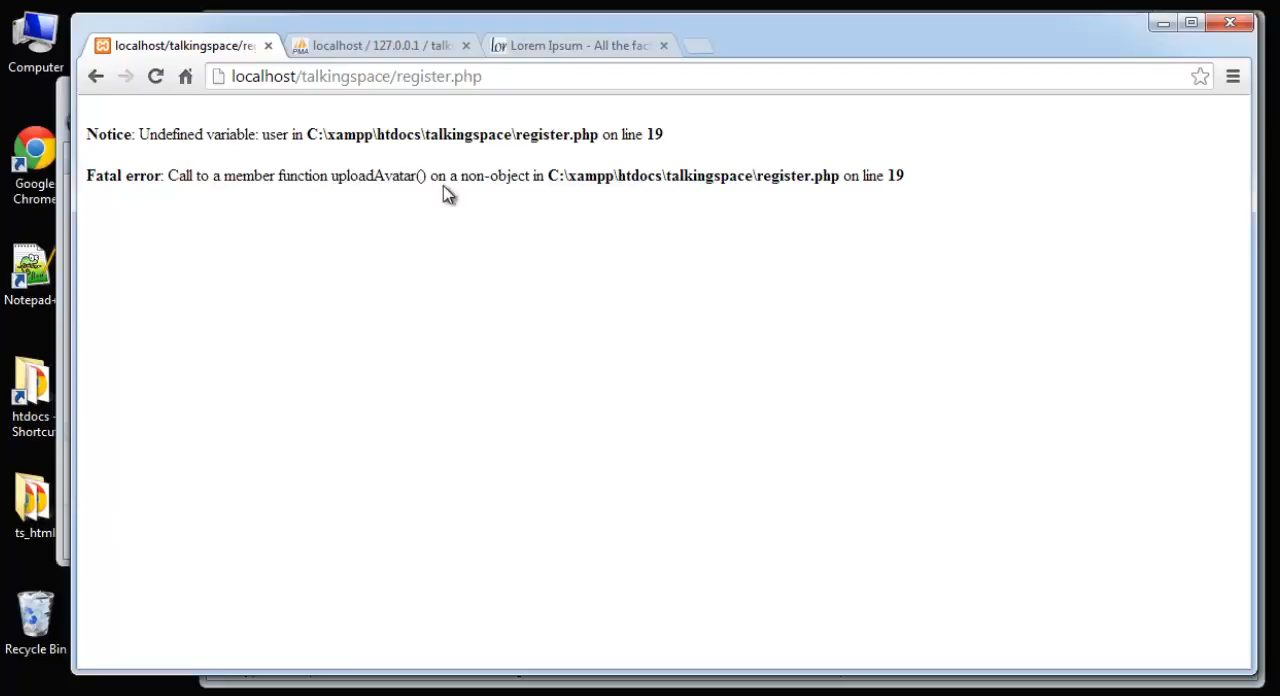 Computer
Google
Chrome
Notepad+
htdocs -
Shortcu
ts_html
Recycle Bin
localhost/talkingspace/re
localhost / 127.0.0.1 / talk
Lorem Ipsum - All the fac
localhost/talkingspace/register.php
Notice: Undefined variable: user in C:\xampp\htdocs\talkingspace\register.php on line 19
Fatal error: Call to a member function uploadAvatar() on a non-object in C:\xampp\htdocs\talkingspace\register.php on line 19